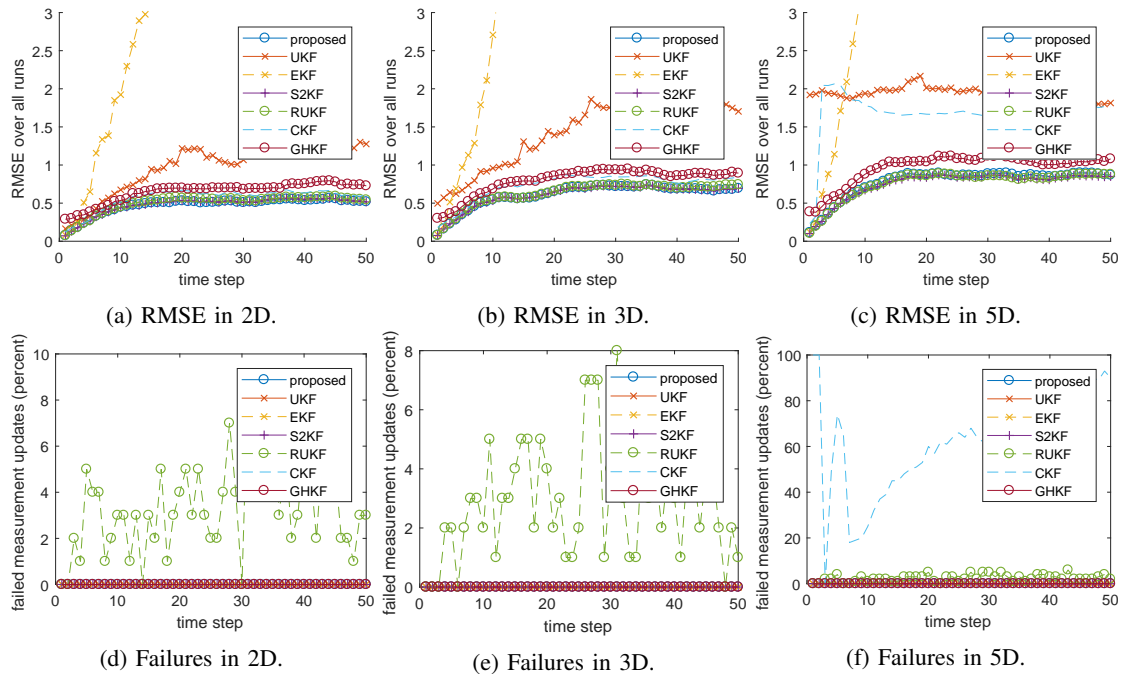 RMSE over all runs
3
2.5
2
1.5
1
0.5
0
0 10 20 30 40 50
time step
proposed
UKF
EKF
S2KF
RUKF
CKF
GHKF
(a) RMSE in 2D.
RMSE over all runs
3
2.5
2
1.5
1
0.5
0
0 10 20 30 40 50
time step
proposed
UKF
EKF
S2KF
RUKF
CKF
GHKF
(b) RMSE in 3D.
RMSE over all runs
3
2.5
2
1.5
1
0.5
0
0 10 20 30 40 50
time step
proposed
UKF
EKF
S2KF
RUKF
CKF
GHKF
(c) RMSE in 5D.
failed measurement updates (percent)
10
8
6
4
2
0
0 10 20 30 40 50
time step
proposed
UKF
EKF
S2KF
RUKF
CKF
GHKF
(d) Failures in 2D.
failed measurement updates (percent)
8
6
4
2
0
0 10 20 30 40 50
time step
proposed
UKF
EKF
S2KF
RUKF
CKF
GHKF
(e) Failures in 3D.
failed measurement updates (percent)
100
80
60
40
20
0
0 10 20 30 40 50
time step
proposed
UKF
EKF
S2KF
RUKF
CKF
GHKF
(f) Failures in 5D.